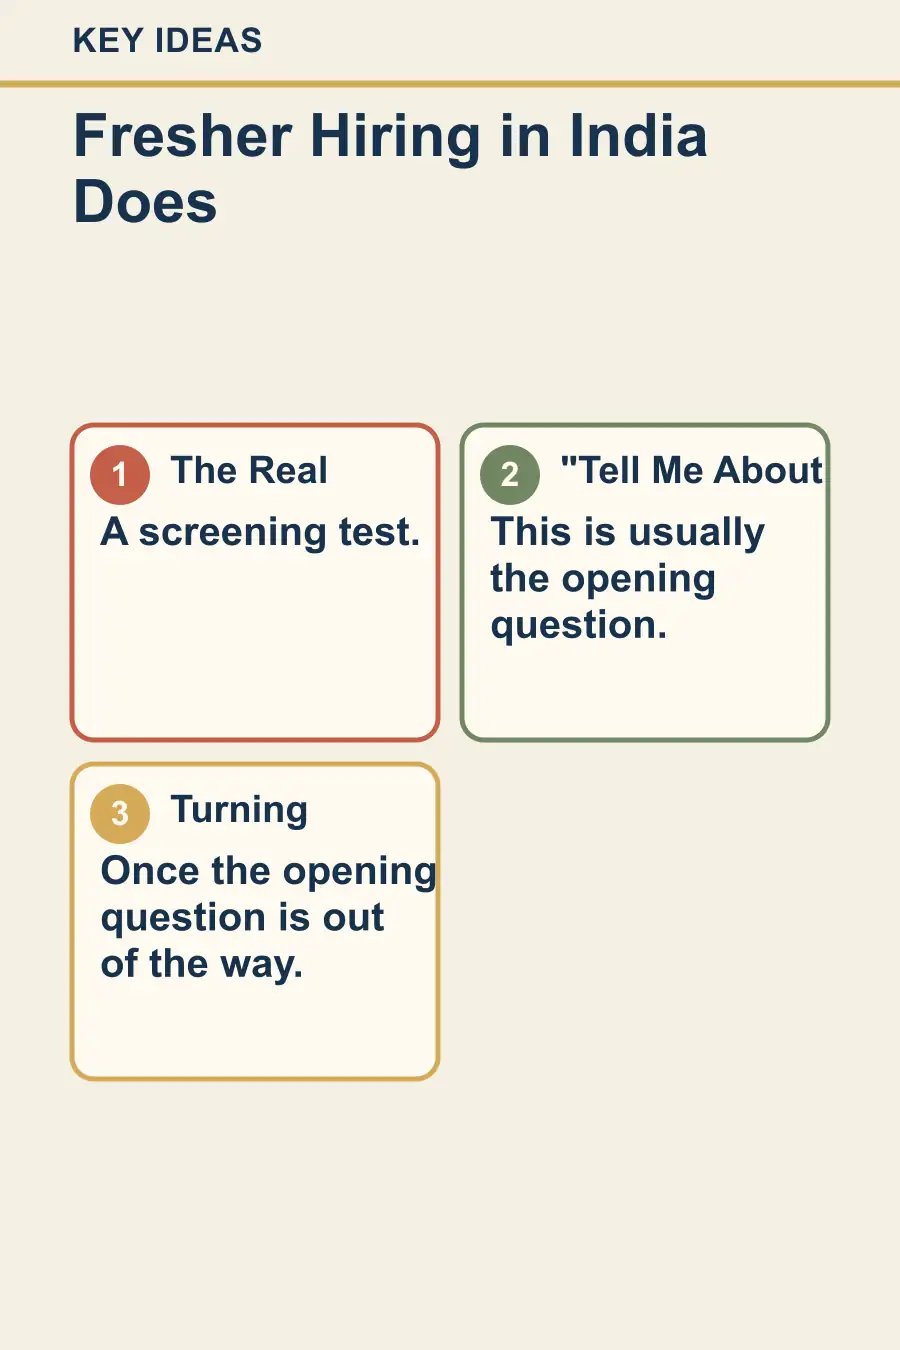 KEY IDEAS
Fresher Hiring in India
Does
1 The Real
A screening test.
2 "Tell Me About
This is usually
the opening
question.
3 Turning
Once the opening
question is out
of the way.